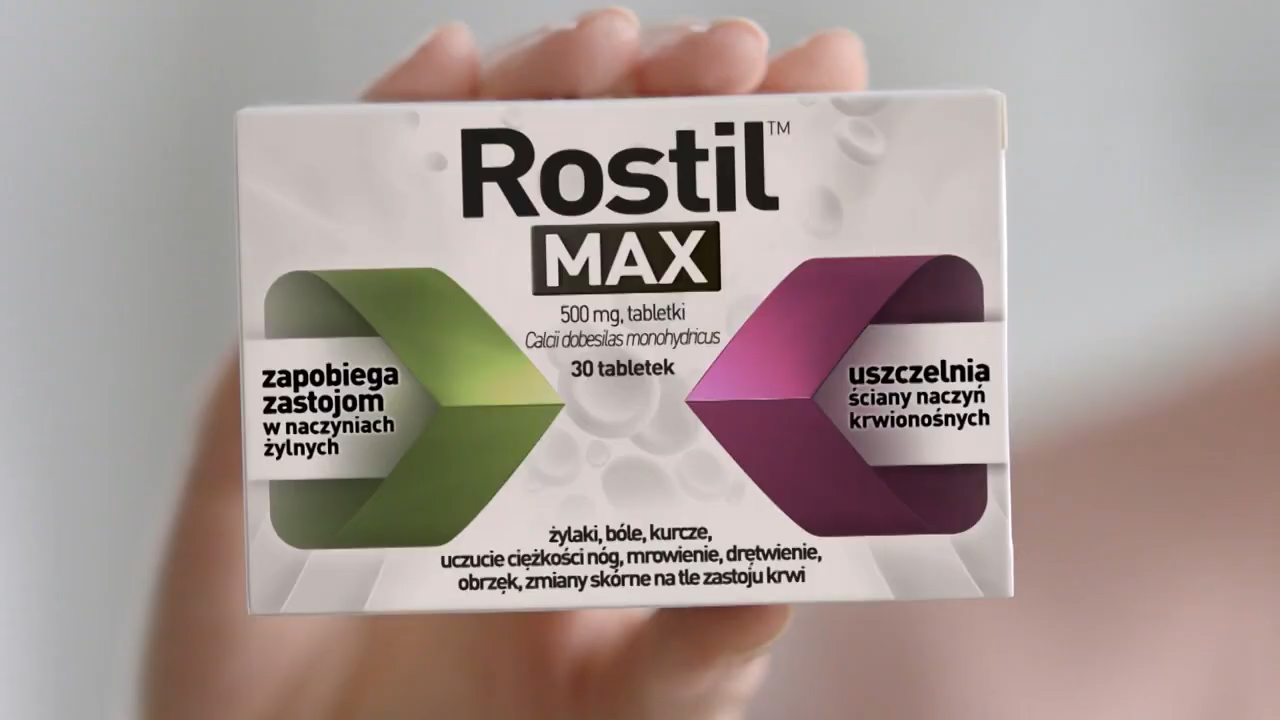 Rostil™
MAX
500 mg, tabletki
Calcii dobesilas monohydricus
30 tabletek
zapobiega
zastojom
w naczyniach
żylnych
uszczelnia
ściany naczyń
krwionośnych
żylaki, bóle, kurcze,
uczucie ciężkości nóg, mrowienie, drętwienie,
obrzęk, zmiany skórne na tle zastoju krwi